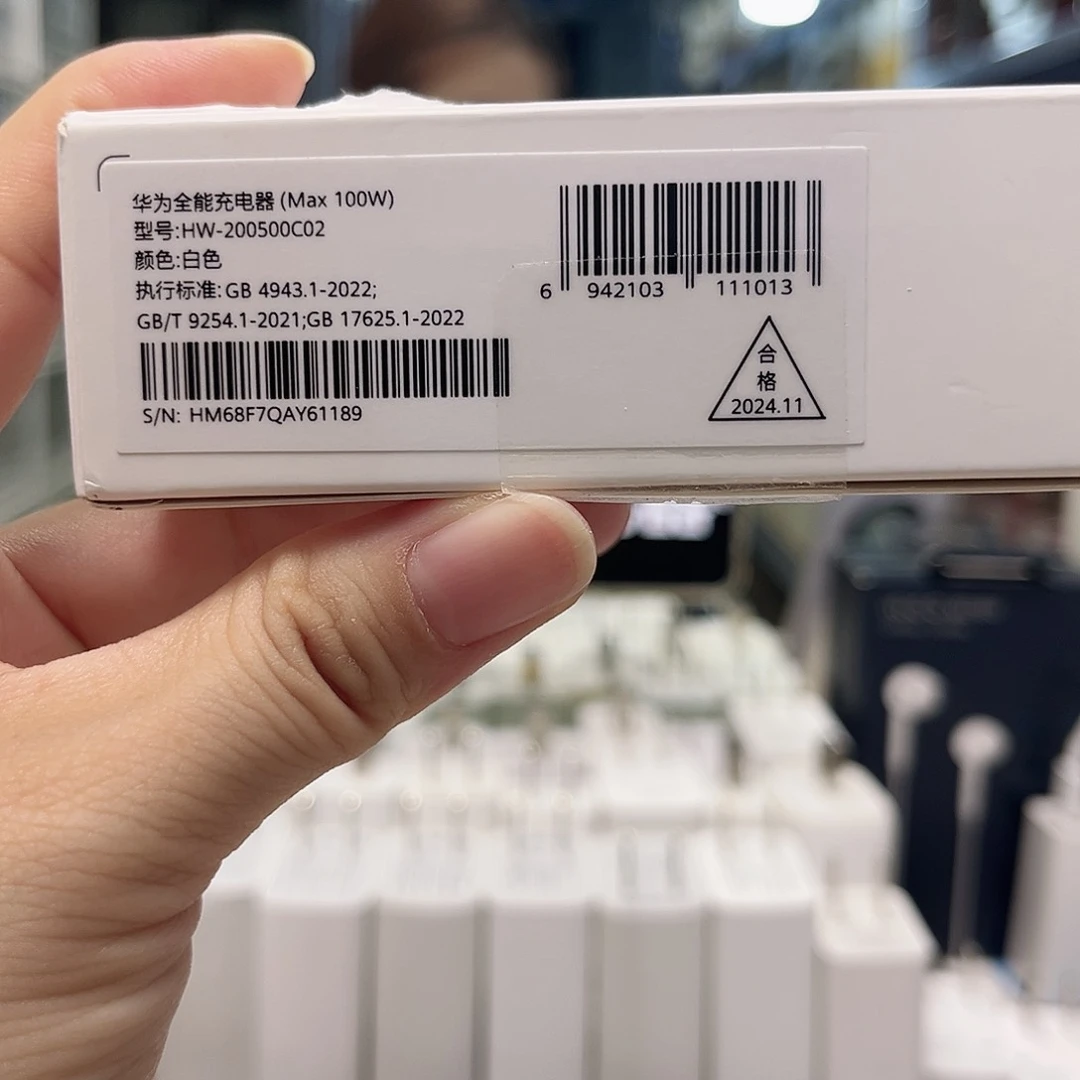 华为全能充电器 (Max 100W)
型号:HW-200500C02
颜色:白色
执行标准: GB 4943.1-2022;
GB/T 9254.1-2021;GB 17625.1-2022
S/N: HM68F7QAY61189
6 942103 111013
合
格
2024.11